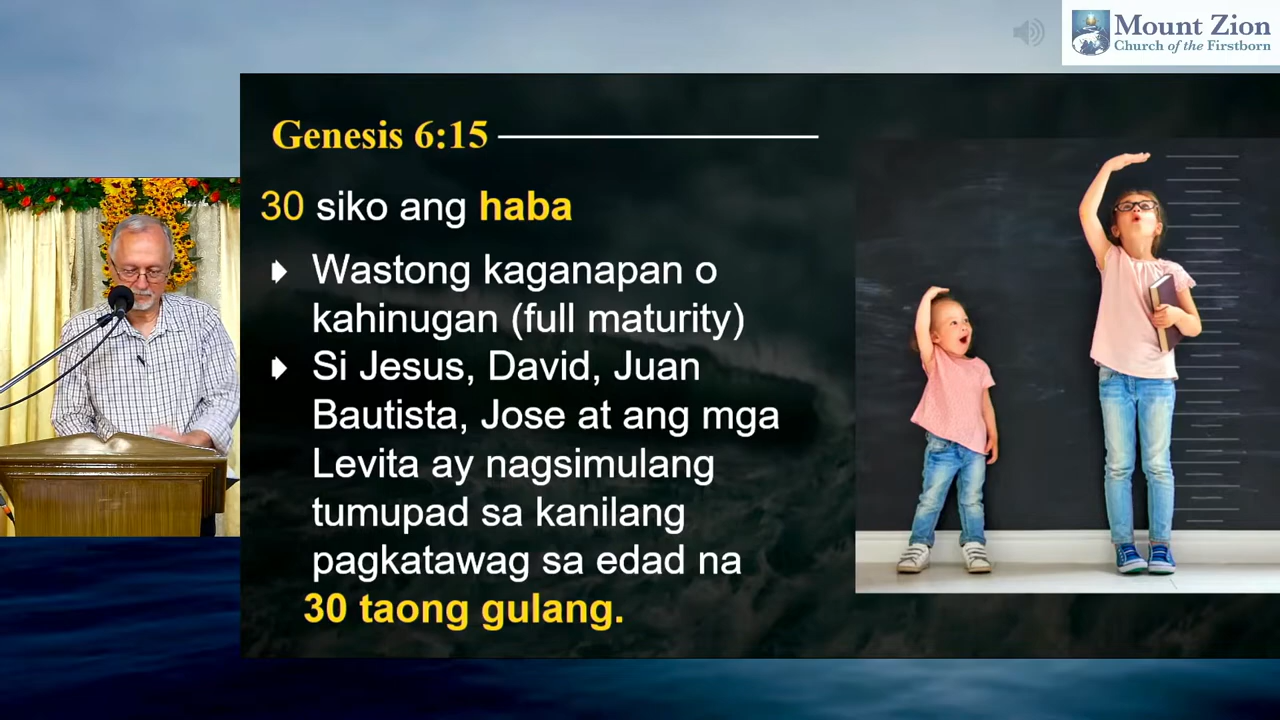 Mount Zion
Church of the Firstborn
Genesis 6:15
30 siko ang haba
Wastong kaganapan o
kahinugan (full maturity)
Si Jesus, David, Juan
Bautista, Jose at ang mga
Levita ay nagsimulang
tumupad sa kanilang
pagkatawag sa edad na
30 taong gulang.